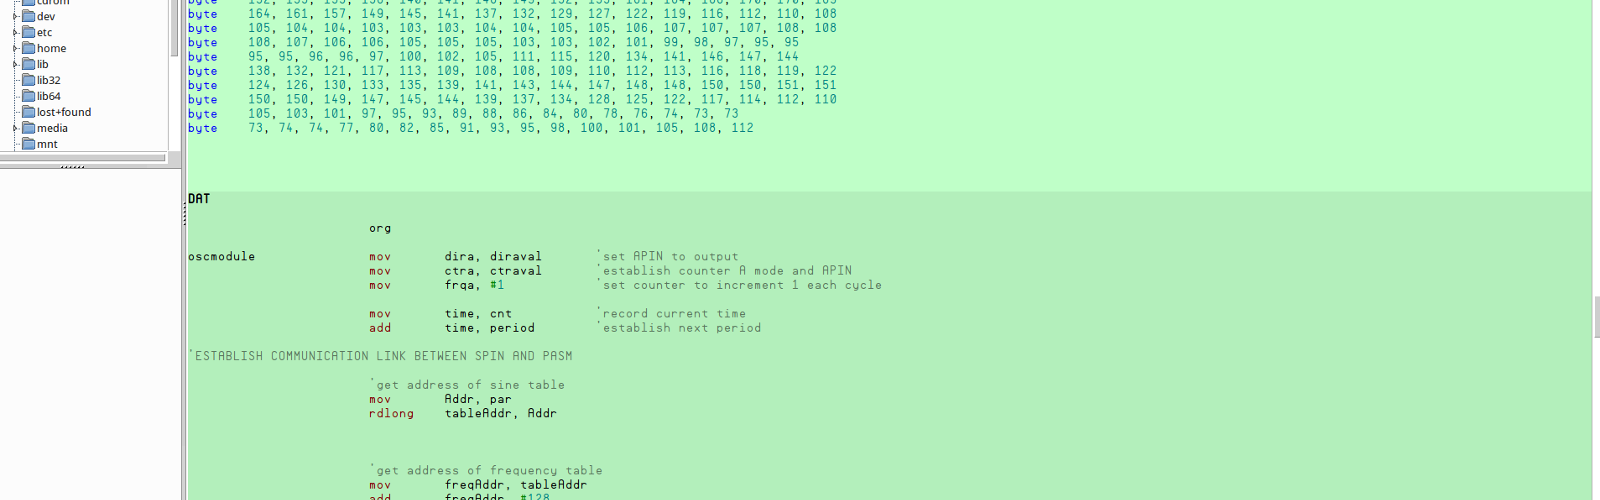 cdrom
dev
etc
home
lib
lib32
lib64
lost+found
media
mnt
byte 164, 161, 157, 149, 145, 141, 137, 132, 129, 127, 122, 119, 116, 112, 110, 108
byte 105, 104, 104, 103, 103, 103, 104, 104, 105, 105, 106, 107, 107, 107, 108, 108
byte 108, 107, 106, 106, 105, 105, 105, 103, 103, 102, 101, 99, 98, 97, 95, 95
byte 95, 95, 96, 96, 97, 100, 102, 105, 111, 115, 120, 134, 141, 146, 147, 144
byte 138, 132, 121, 117, 113, 109, 108, 108, 109, 110, 112, 113, 116, 118, 119, 122
byte 124, 126, 130, 133, 135, 139, 141, 143, 144, 147, 148, 148, 150, 150, 151, 151
byte 150, 150, 149, 147, 145, 144, 139, 137, 134, 128, 125, 122, 117, 114, 112, 110
byte 105, 103, 101, 97, 95, 93, 89, 88, 86, 84, 80, 78, 76, 74, 73, 73
byte 73, 74, 74, 77, 80, 82, 85, 91, 93, 95, 98, 100, 101, 105, 108, 112
DAT
org
oscmodule mov dira, diraval 'set APIN to output
mov ctra, ctraval 'establish counter A mode and APIN
mov frqa, #1 'set counter to increment 1 each cycle
mov time, cnt 'record current time
add time, period 'establish next period
'ESTABLISH COMMUNICATION LINK BETWEEN SPIN AND PASM
'get address of sine table
mov Addr, par
rdlong tableAddr, Addr
'get address of frequency table
mov freqAddr, tableAddr
add freqAddr, #128